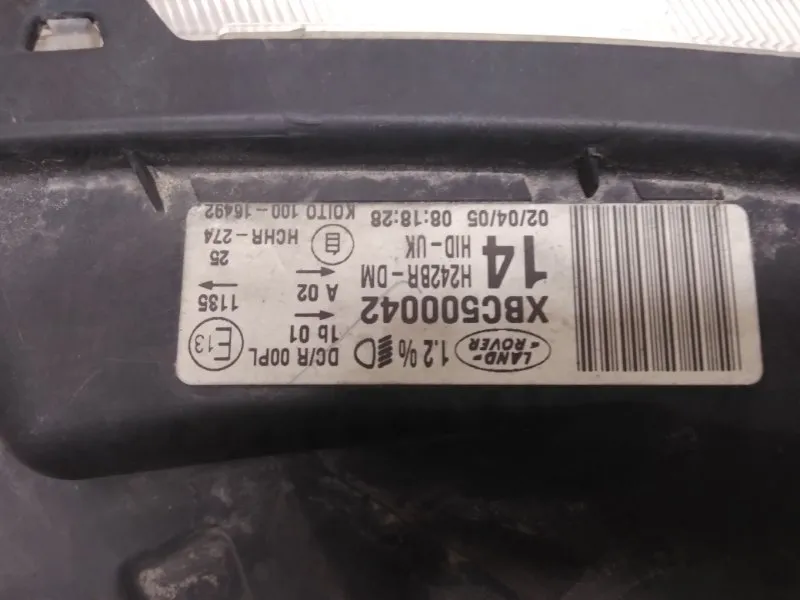 LAND-
ROVER
1.2%
DC/R 00PL
E13
1b 01
XBC500042
A 02
1135
H242BR-DM
14
HID-UK
HCHR-274
25
02/04/05 08:18:28
KOITO 100-16492